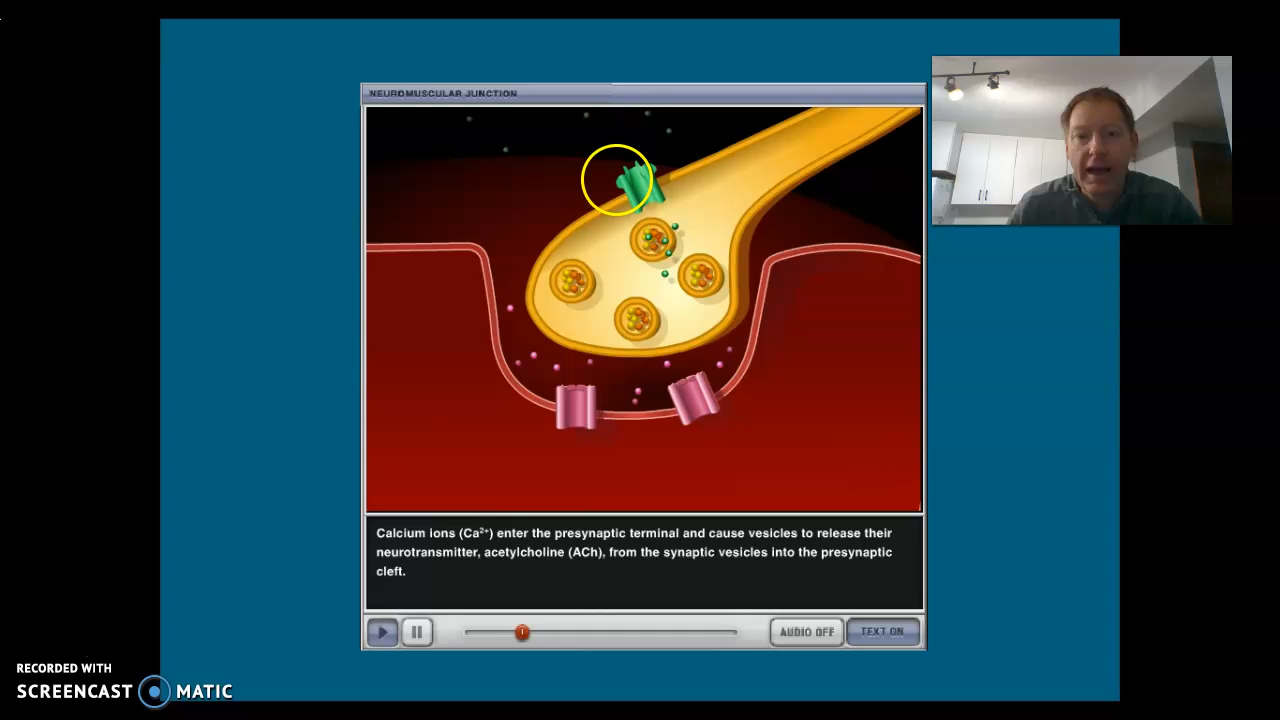 NEUROMUSCULAR JUNCTION
Calcium ions (Ca²⁺) enter the presynaptic terminal and cause vesicles to release their
neurotransmitter, acetylcholine (ACh), from the synaptic vesicles into the presynaptic
cleft.
AUDIO OFF
TEXT ON
RECORDED WITH
SCREENCAST MATIC